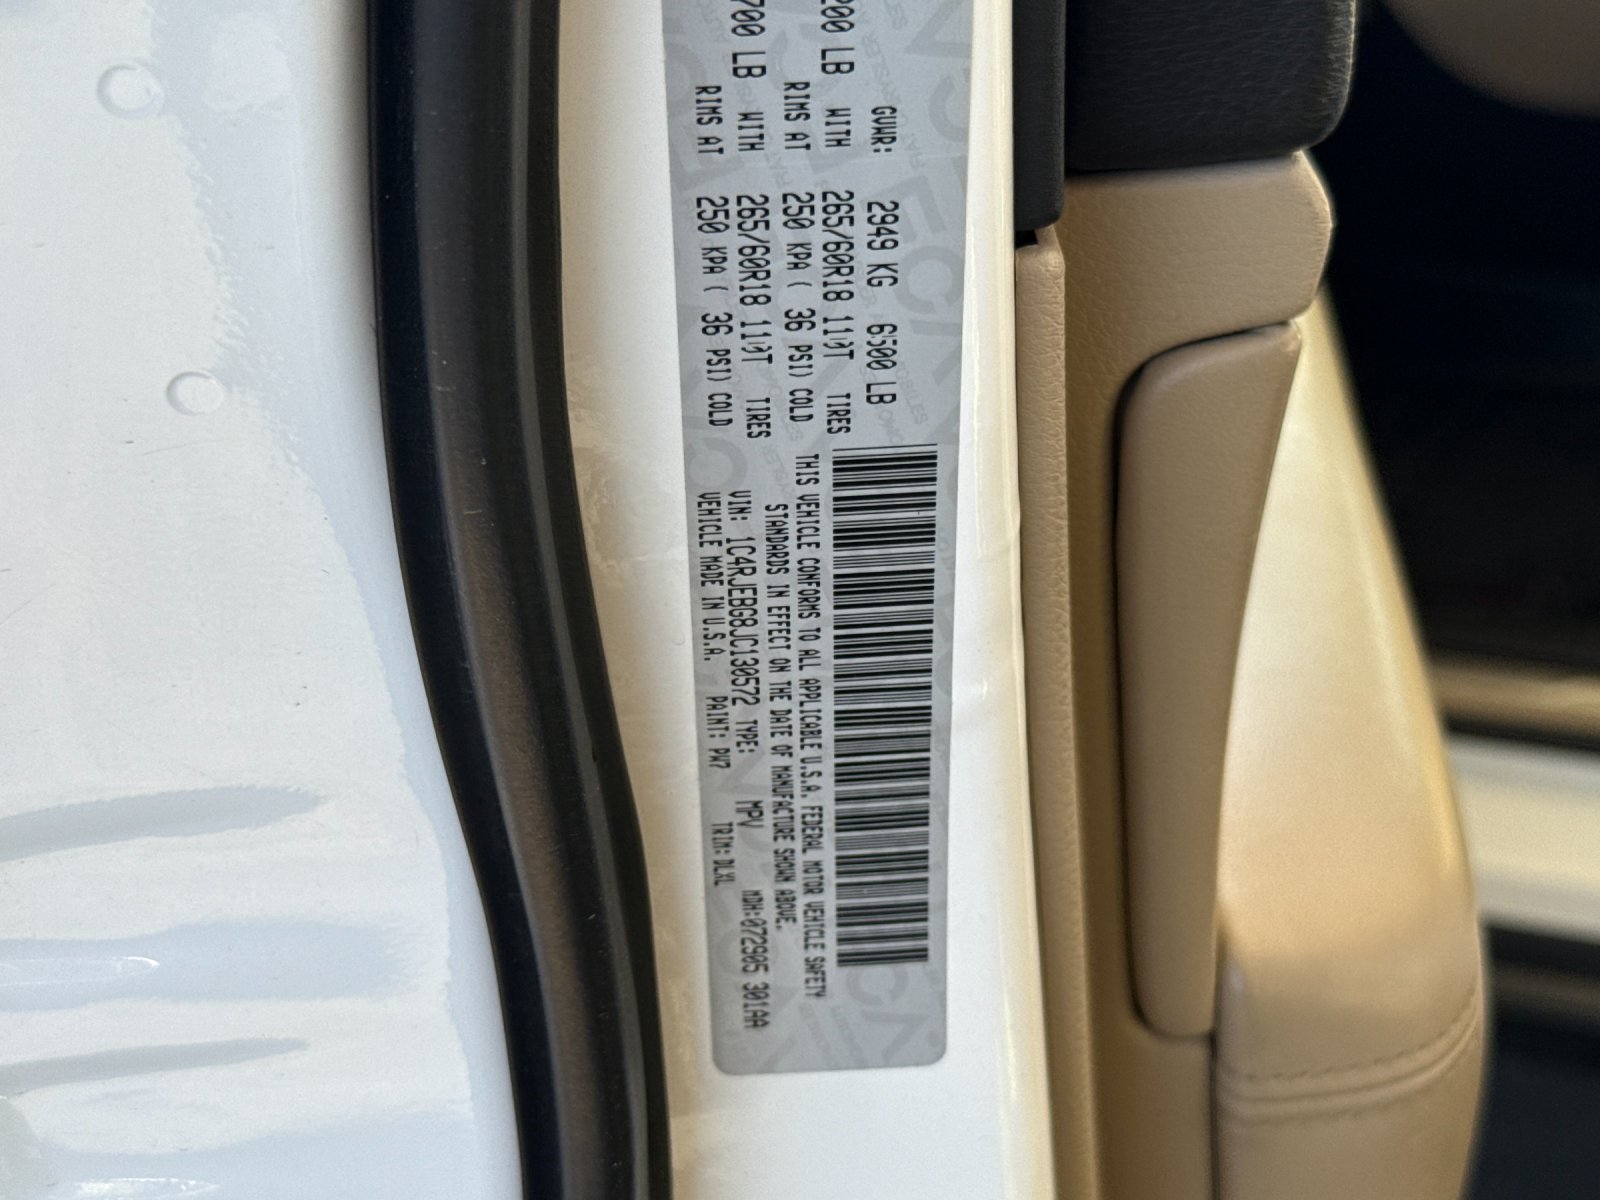 GVWR: 2949 KG 6500 LB
200 LB WITH 265/60R18 110T TIRES
RIMS AT 250 KPA ( 36 PSI) COLD
700 LB WITH 265/60R18 110T TIRES
RIMS AT 250 KPA ( 36 PSI) COLD
THIS VEHICLE CONFORMS TO ALL APPLICABLE U.S.A. FEDERAL MOTOR VEHICLE SAFETY
STANDARDS IN EFFECT ON THE DATE OF MANUFACTURE SHOWN ABOVE.
VIN: 1C4RJEBG8JC130572 TYPE: MPV MDH:072905 301AA
VEHICLE MADE IN U.S.A. PAINT: PW7 TRIM: DLXL